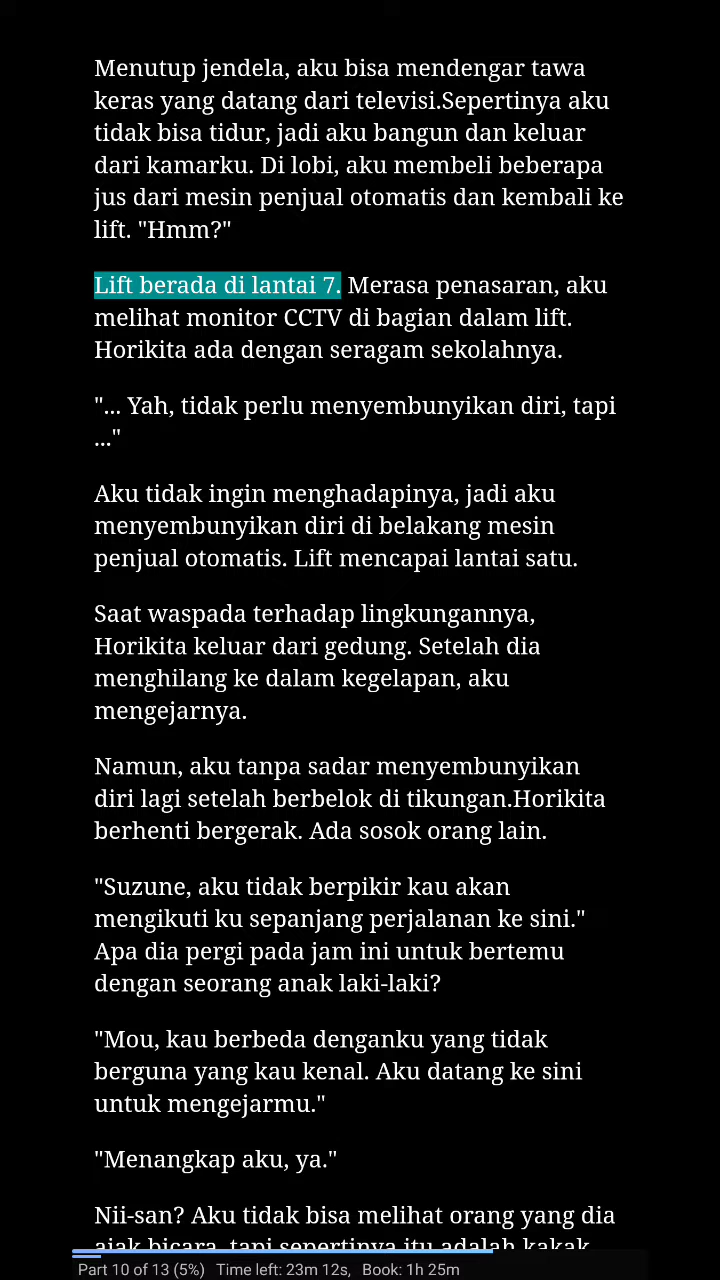 Menutup jendela, aku bisa mendengar tawa
keras yang datang dari televisi.Sepertinya aku
tidak bisa tidur, jadi aku bangun dan keluar
dari kamarku. Di lobi, aku membeli beberapa
jus dari mesin penjual otomatis dan kembali ke
lift. "Hmm?"
Lift berada di lantai 7. Merasa penasaran, aku
melihat monitor CCTV di bagian dalam lift.
Horikita ada dengan seragam sekolahnya.
"... Yah, tidak perlu menyembunyikan diri, tapi
..."
Aku tidak ingin menghadapinya, jadi aku
menyembunyikan diri di belakang mesin
penjual otomatis. Lift mencapai lantai satu.
Saat waspada terhadap lingkungannya,
Horikita keluar dari gedung. Setelah dia
menghilang ke dalam kegelapan, aku
mengejarnya.
Namun, aku tanpa sadar menyembunyikan
diri lagi setelah berbelok di tikungan.Horikita
berhenti bergerak. Ada sosok orang lain.
"Suzune, aku tidak berpikir kau akan
mengikuti ku sepanjang perjalanan ke sini."
Apa dia pergi pada jam ini untuk bertemu
dengan seorang anak laki-laki?
"Mou, kau berbeda denganku yang tidak
berguna yang kau kenal. Aku datang ke sini
untuk mengejarmu."
"Menangkap aku, ya."
Nii-san? Aku tidak bisa melihat orang yang dia
ajak bicara, tapi sepertinya itu adalah kakak
Part 10 of 13 (5%) Time left: 23m 12s, Book: 1h 25m